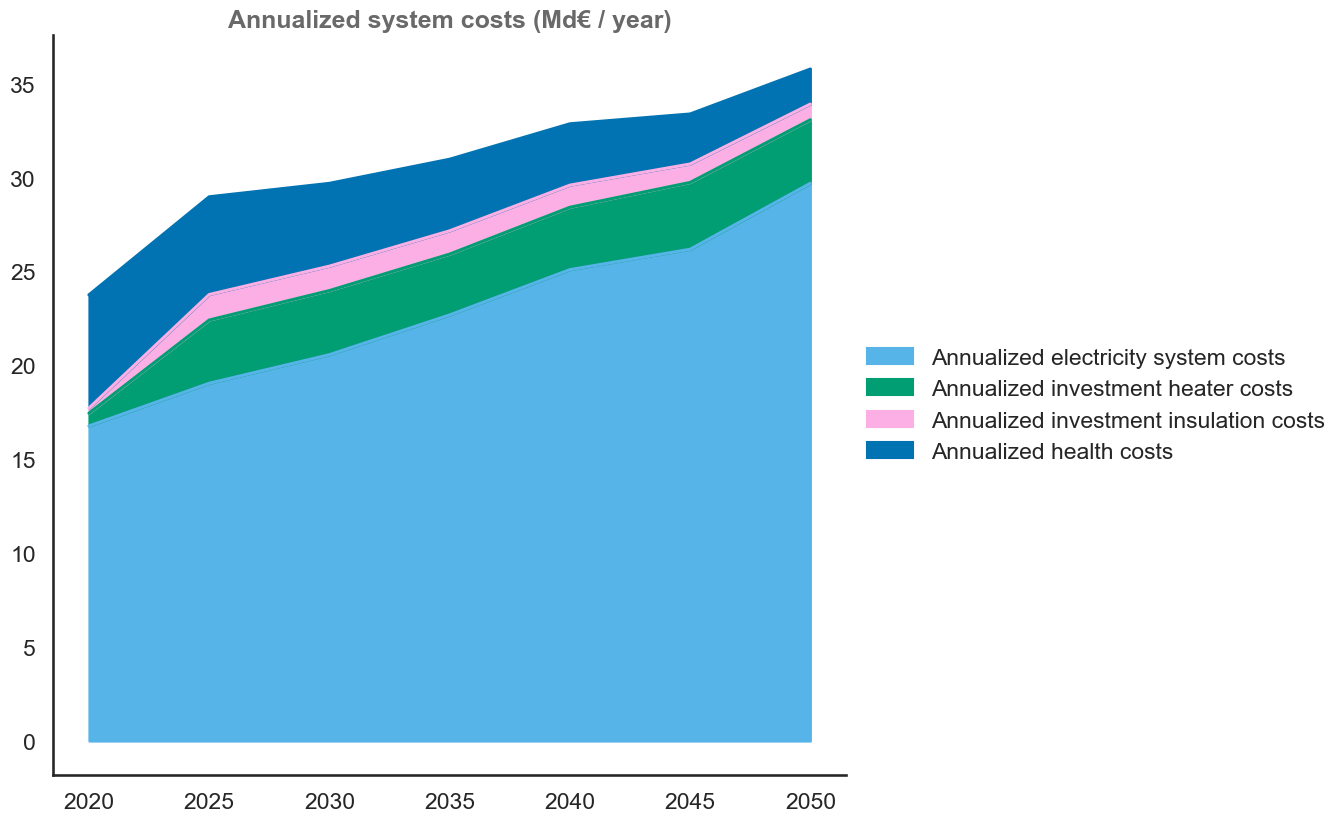 Annualized system costs (Md€ / year)
35
30
25
20
15
10
5
0
2020 2025 2030 2035 2040 2045 2050
Annualized electricity system costs
Annualized investment heater costs
Annualized investment insulation costs
Annualized health costs